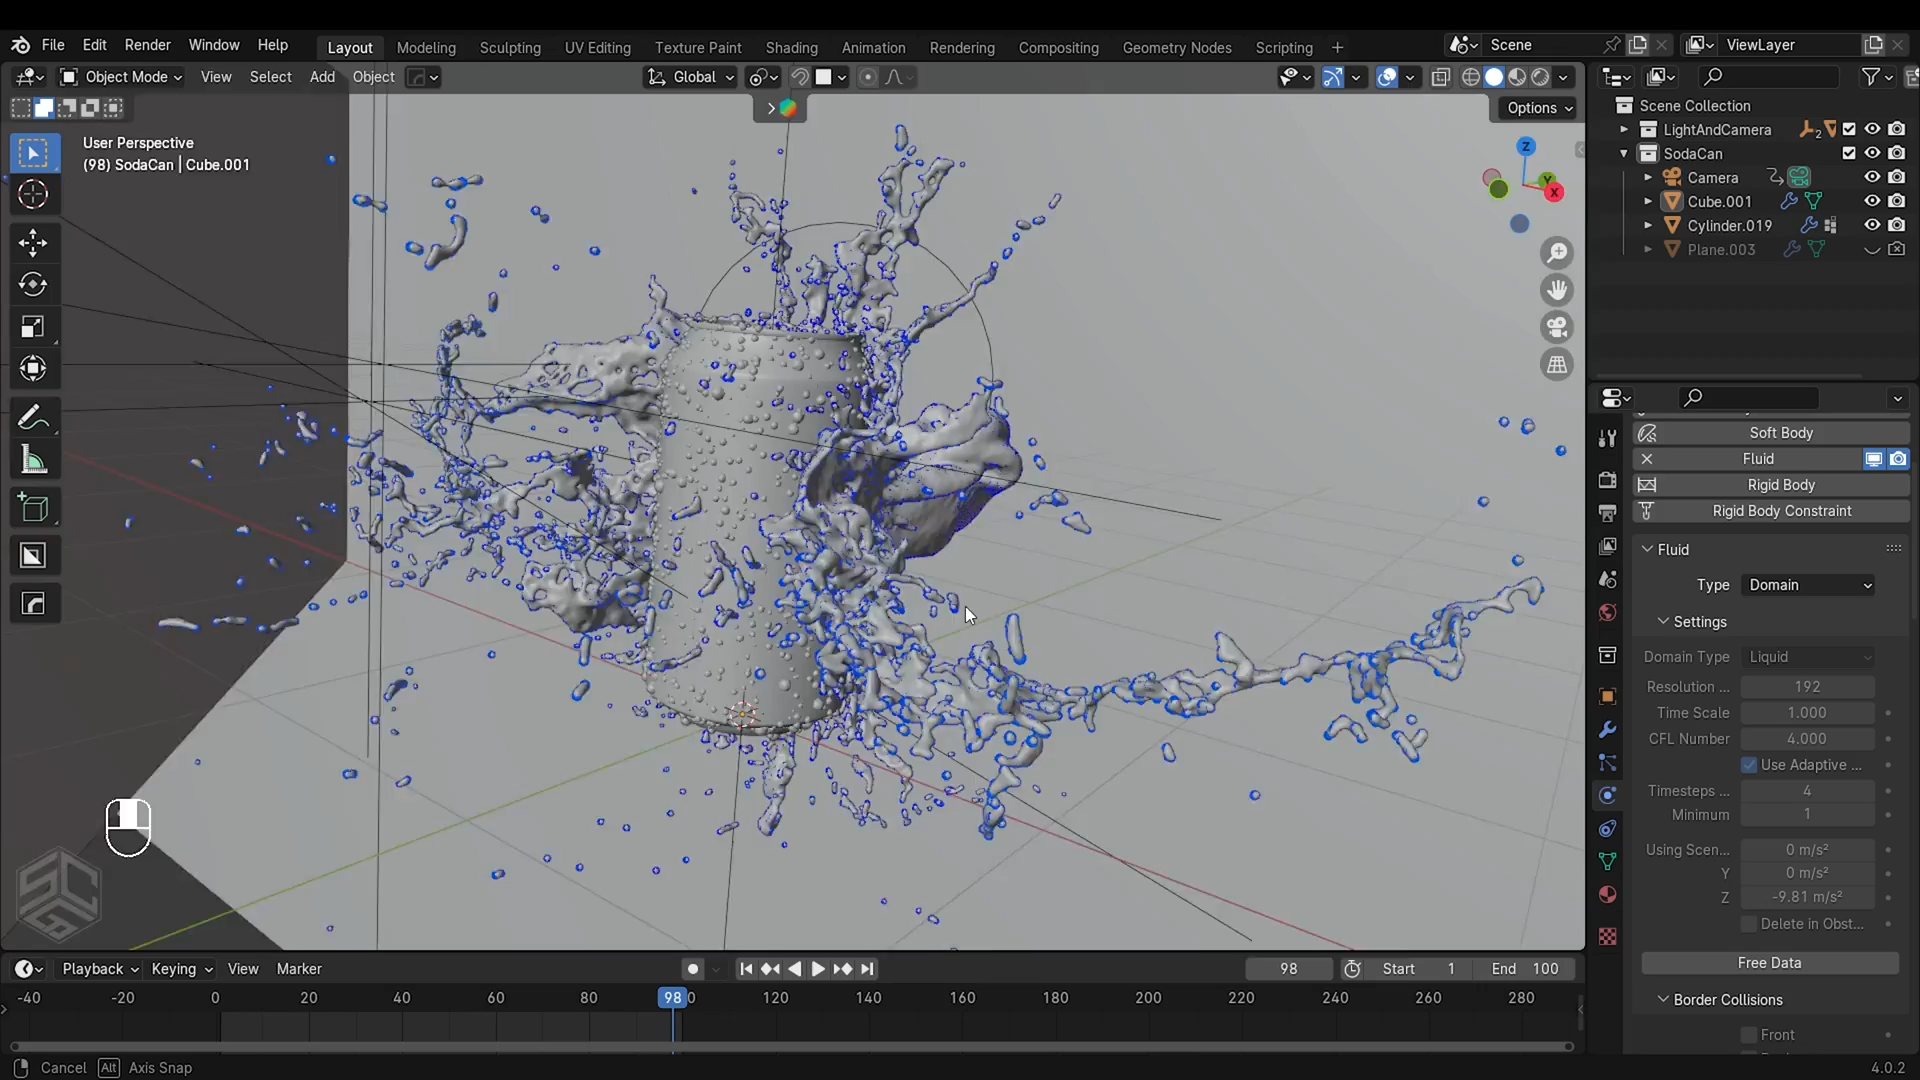 File Edit Render Window Help Layout Modeling Sculpting UV Editing Texture Paint Shading Animation Rendering Compositing Geometry Nodes Scripting + Scene ViewLayer
Object Mode View Select Add Object Global
Options
User Perspective
(98) SodaCan | Cube.001
Z
Y
X
Scene Collection
LightAndCamera 2
SodaCan
Camera
Cube.001
Cylinder.019
Plane.003
Soft Body
Fluid
Rigid Body
Rigid Body Constraint
Fluid
Type Domain
Settings
Domain Type Liquid
Resolution ... 192
Time Scale 1.000
CFL Number 4.000
Use Adaptive ...
Timesteps ... 4
Minimum 1
Using Scen... 0 m/s²
Y 0 m/s²
Z -9.81 m/s²
Delete in Obst...
Free Data
Border Collisions
Front
Playback Keying View Marker 98 Start 1 End 100
-40 -20 0 20 40 60 80 98 120 140 160 180 200 220 240 260 280
Cancel Alt Axis Snap 4.0.2